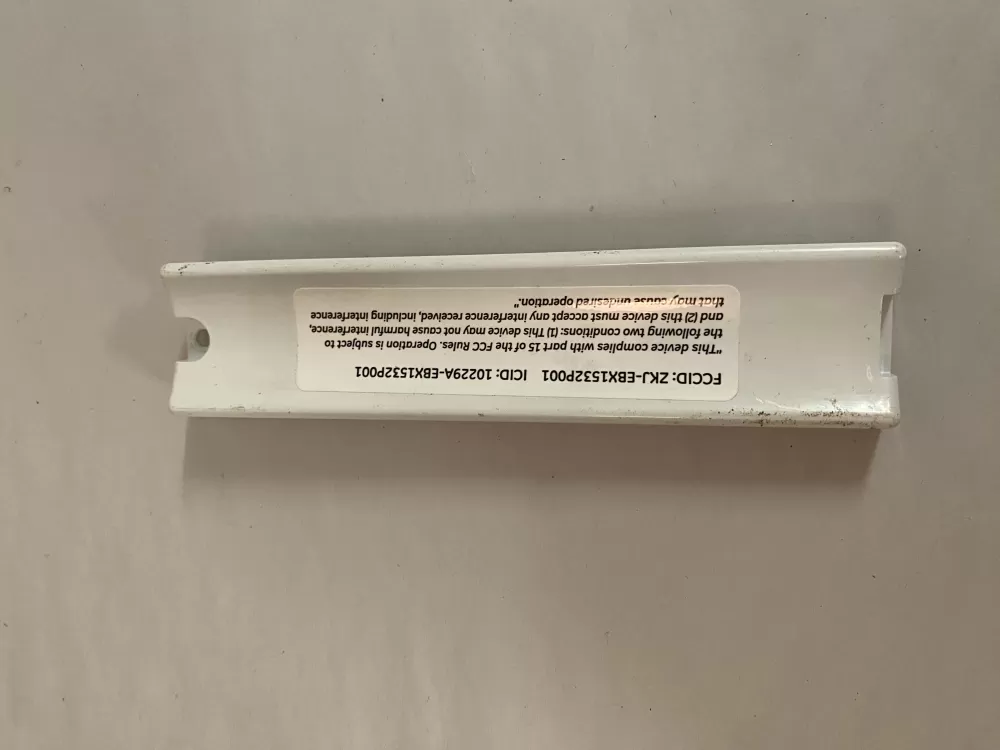 FCCID: ZKJ-EBX1532P001 ICID: 10229A-EBX1532P001
"This device complies with part 15 of the FCC Rules. Operation is subject to
the following two conditions: (1) This device may not cause harmful interference,
and (2) this device must accept any interference received, including interference
that may cause undesired operation."